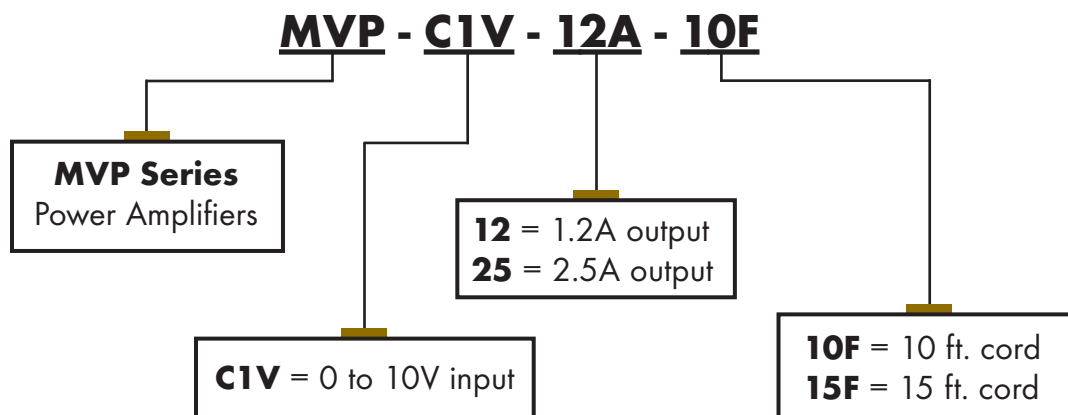 MVP - C1V - 12A - 10F
MVP Series
Power Amplifiers
12 = 1.2A output
25 = 2.5A output
C1V = 0 to 10V input
10F = 10 ft. cord
15F = 15 ft. cord